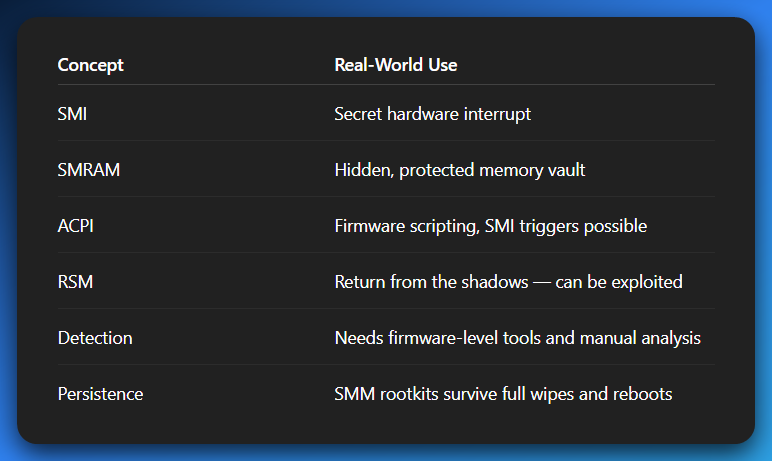 Concept Real-World Use
SMI Secret hardware interrupt
SMRAM Hidden, protected memory vault
ACPI Firmware scripting, SMI triggers possible
RSM Return from the shadows — can be exploited
Detection Needs firmware-level tools and manual analysis
Persistence SMM rootkits survive full wipes and reboots